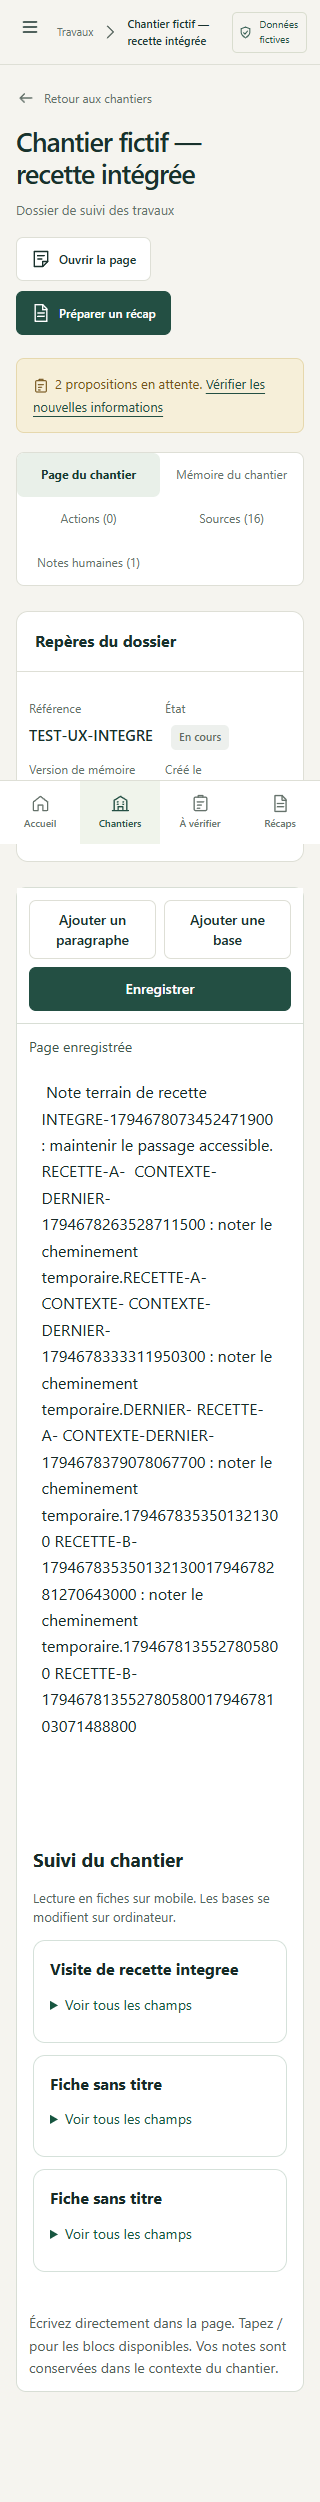 Travaux
Chantier fictif —
recette intégrée
Données
fictives
Retour aux chantiers
Chantier fictif —
recette intégrée
Dossier de suivi des travaux
Ouvrir la page
Préparer un récap
2 propositions en attente. Vérifier les
nouvelles informations
Page du chantier
Mémoire du chantier
Actions (0)
Sources (16)
Notes humaines (1)
Repères du dossier
Référence
État
TEST-UX-INTEGRE
En cours
Version de mémoire
Créé le
Accueil
Chantiers
À vérifier
Récaps
Ajouter un
paragraphe
Ajouter une
base
Enregistrer
Page enregistrée
Note terrain de recette
INTEGRE-1794678073452471900
: maintenir le passage accessible.
RECETTE-A-  CONTEXTE-
DERNIER-
1794678263528711500 : noter le
cheminement
temporaire.RECETTE-A-
CONTEXTE- CONTEXTE-
DERNIER-
1794678333311950300 : noter le
cheminement
temporaire.DERNIER- RECETTE-
A- CONTEXTE-DERNIER-
1794678379078067700 : noter le
cheminement
temporaire.179467835350132130
0 RECETTE-B-
179467835350132130017946782
81270643000 : noter le
cheminement
temporaire.179467813552780580
0 RECETTE-B-
179467813552780580017946781
03071488800
Suivi du chantier
Lecture en fiches sur mobile. Les bases se
modifient sur ordinateur.
Visite de recette integree
Voir tous les champs
Fiche sans titre
Voir tous les champs
Fiche sans titre
Voir tous les champs
Écrivez directement dans la page. Tapez /
pour les blocs disponibles. Vos notes sont
conservées dans le contexte du chantier.